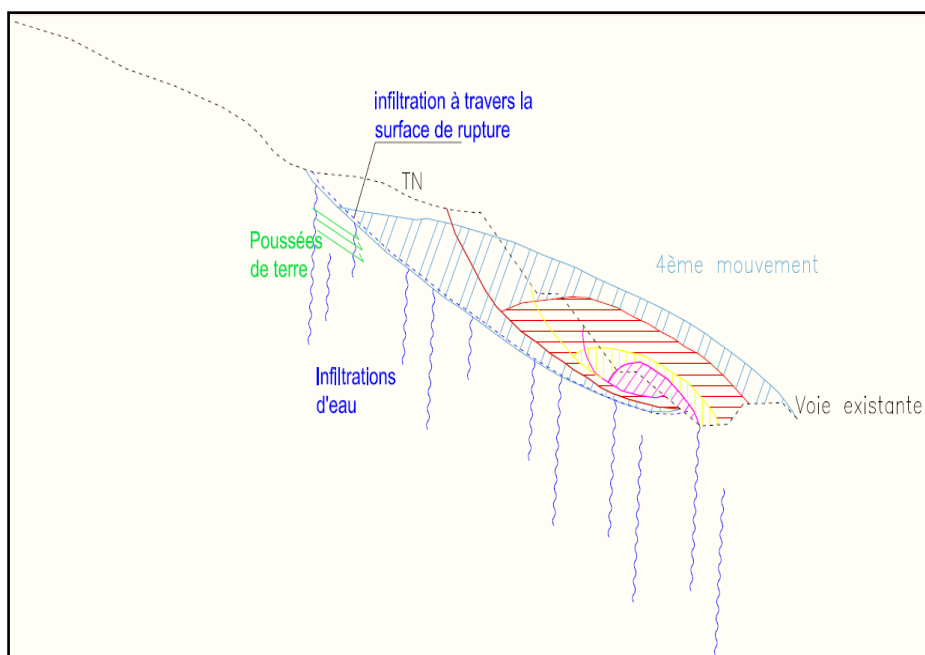 infiltration à travers la
surface de rupture
TN
Poussées
de terre
4ème mouvement
Infiltrations
d'eau
Voie existante